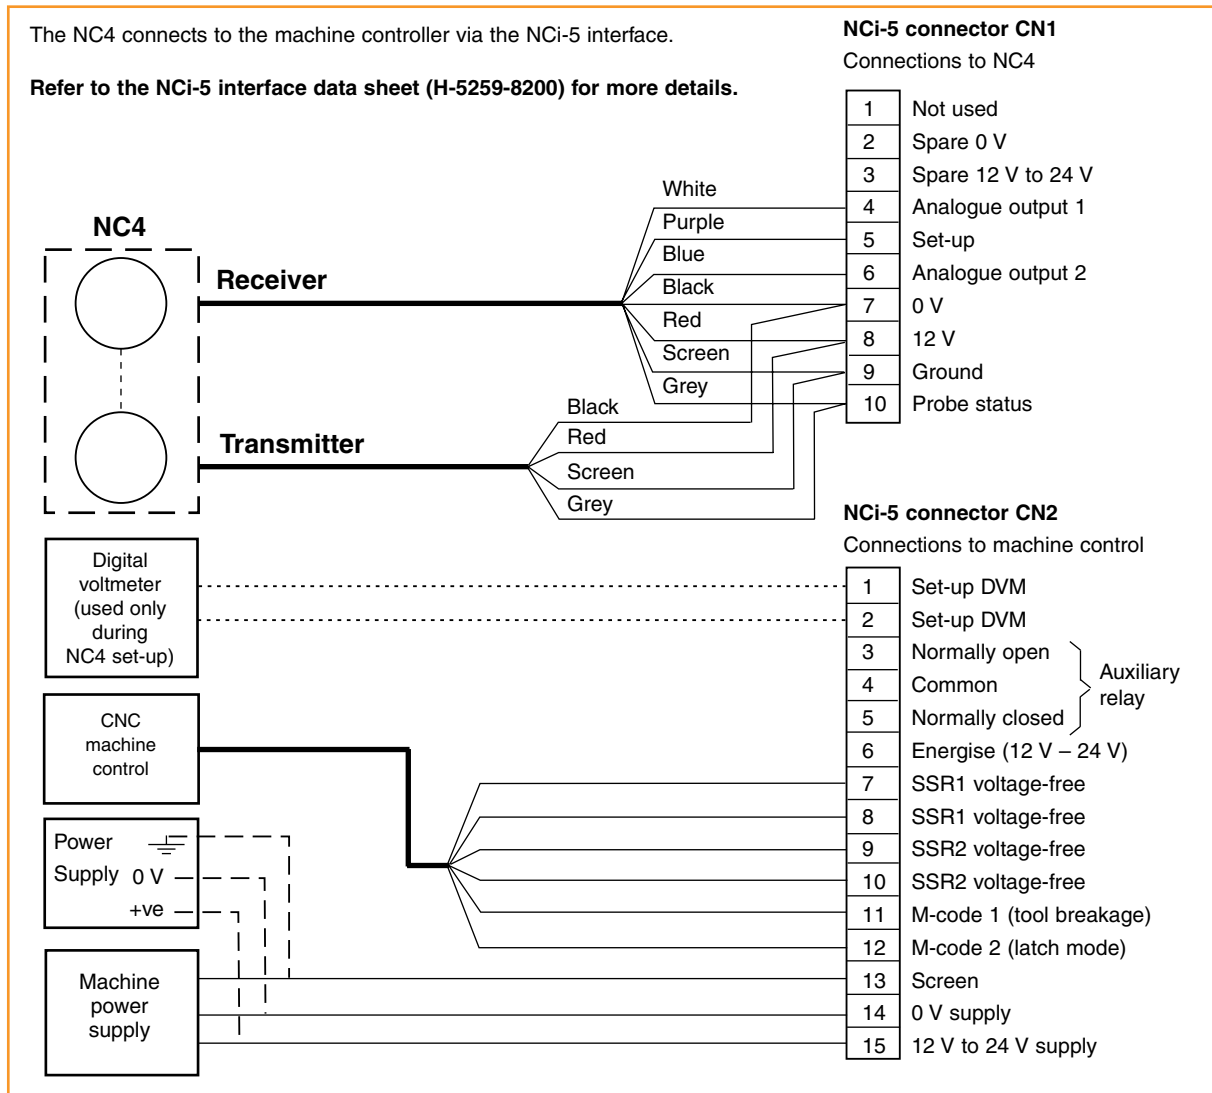 The NC4 connects to the machine controller via the NCi-5 interface.
Refer to the NCi-5 interface data sheet (H-5259-8200) for more details.
NCi-5 connector CN1
Connections to NC4
1 Not used
2 Spare 0 V
3 Spare 12 V to 24 V
4 Analogue output 1
5 Set-up
6 Analogue output 2
7 0 V
8 12 V
9 Ground
10 Probe status
White
Purple
Blue
Black
Red
Screen
Grey
NC4
Receiver
Transmitter
Black
Red
Screen
Grey
NCi-5 connector CN2
Connections to machine control
1 Set-up DVM
2 Set-up DVM
3 Normally open
4 Common
5 Normally closed
Auxiliary
relay
6 Energise (12 V – 24 V)
7 SSR1 voltage-free
8 SSR1 voltage-free
9 SSR2 voltage-free
10 SSR2 voltage-free
11 M-code 1 (tool breakage)
12 M-code 2 (latch mode)
13 Screen
14 0 V supply
15 12 V to 24 V supply
Digital
voltmeter
(used only
during
NC4 set-up)
CNC
machine
control
Power
Supply 0 V
+ve
Machine
power
supply